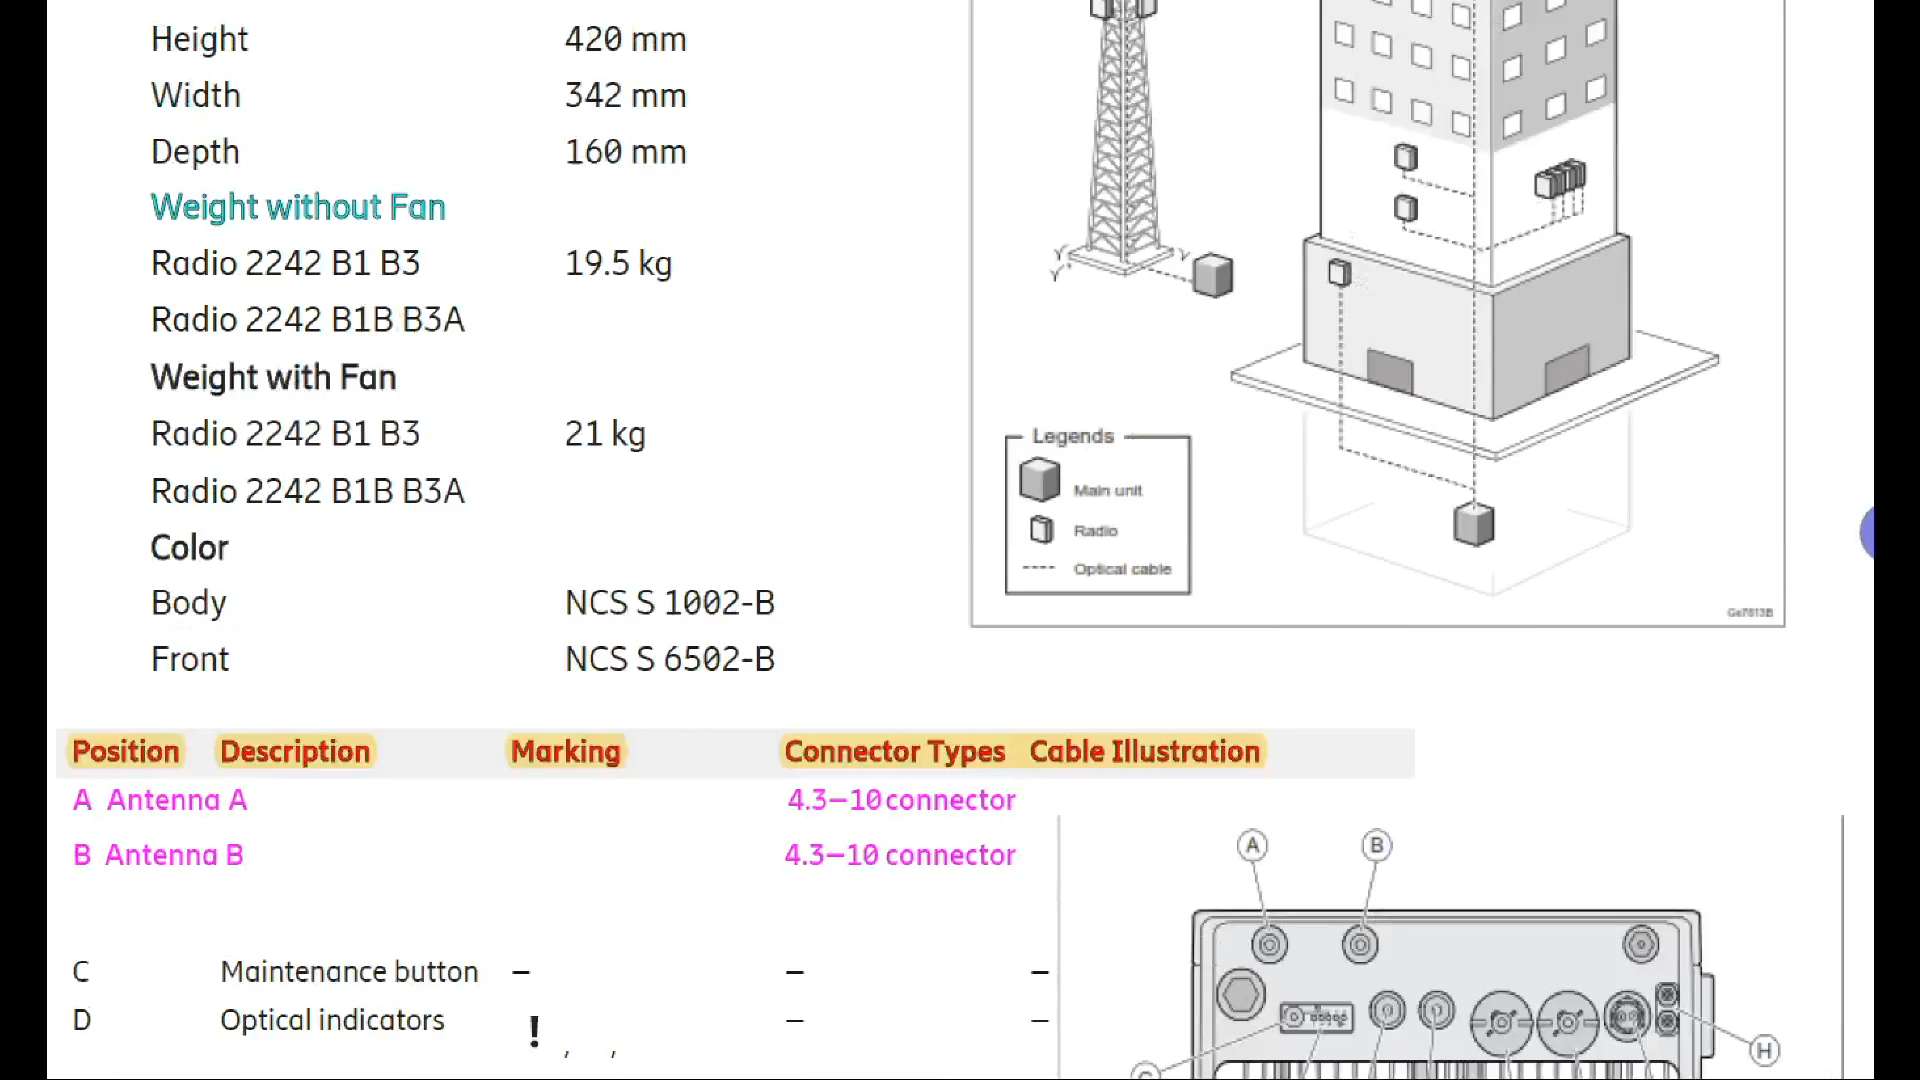 Height 420 mm
Width 342 mm
Depth 160 mm
Weight without Fan
Radio 2242 B1 B3 19.5 kg
Radio 2242 B1B B3A
Weight with Fan
Radio 2242 B1 B3 21 kg
Radio 2242 B1B B3A
Color
Body NCS S 1002-B
Front NCS S 6502-B
Legends
Main unit
Radio
Optical cable
Ge7813B
Position Description Marking Connector Types Cable Illustration
A Antenna A 4.3–10 connector
B Antenna B 4.3–10 connector
C Maintenance button – – –
D Optical indicators ! , , – –
A
B
H